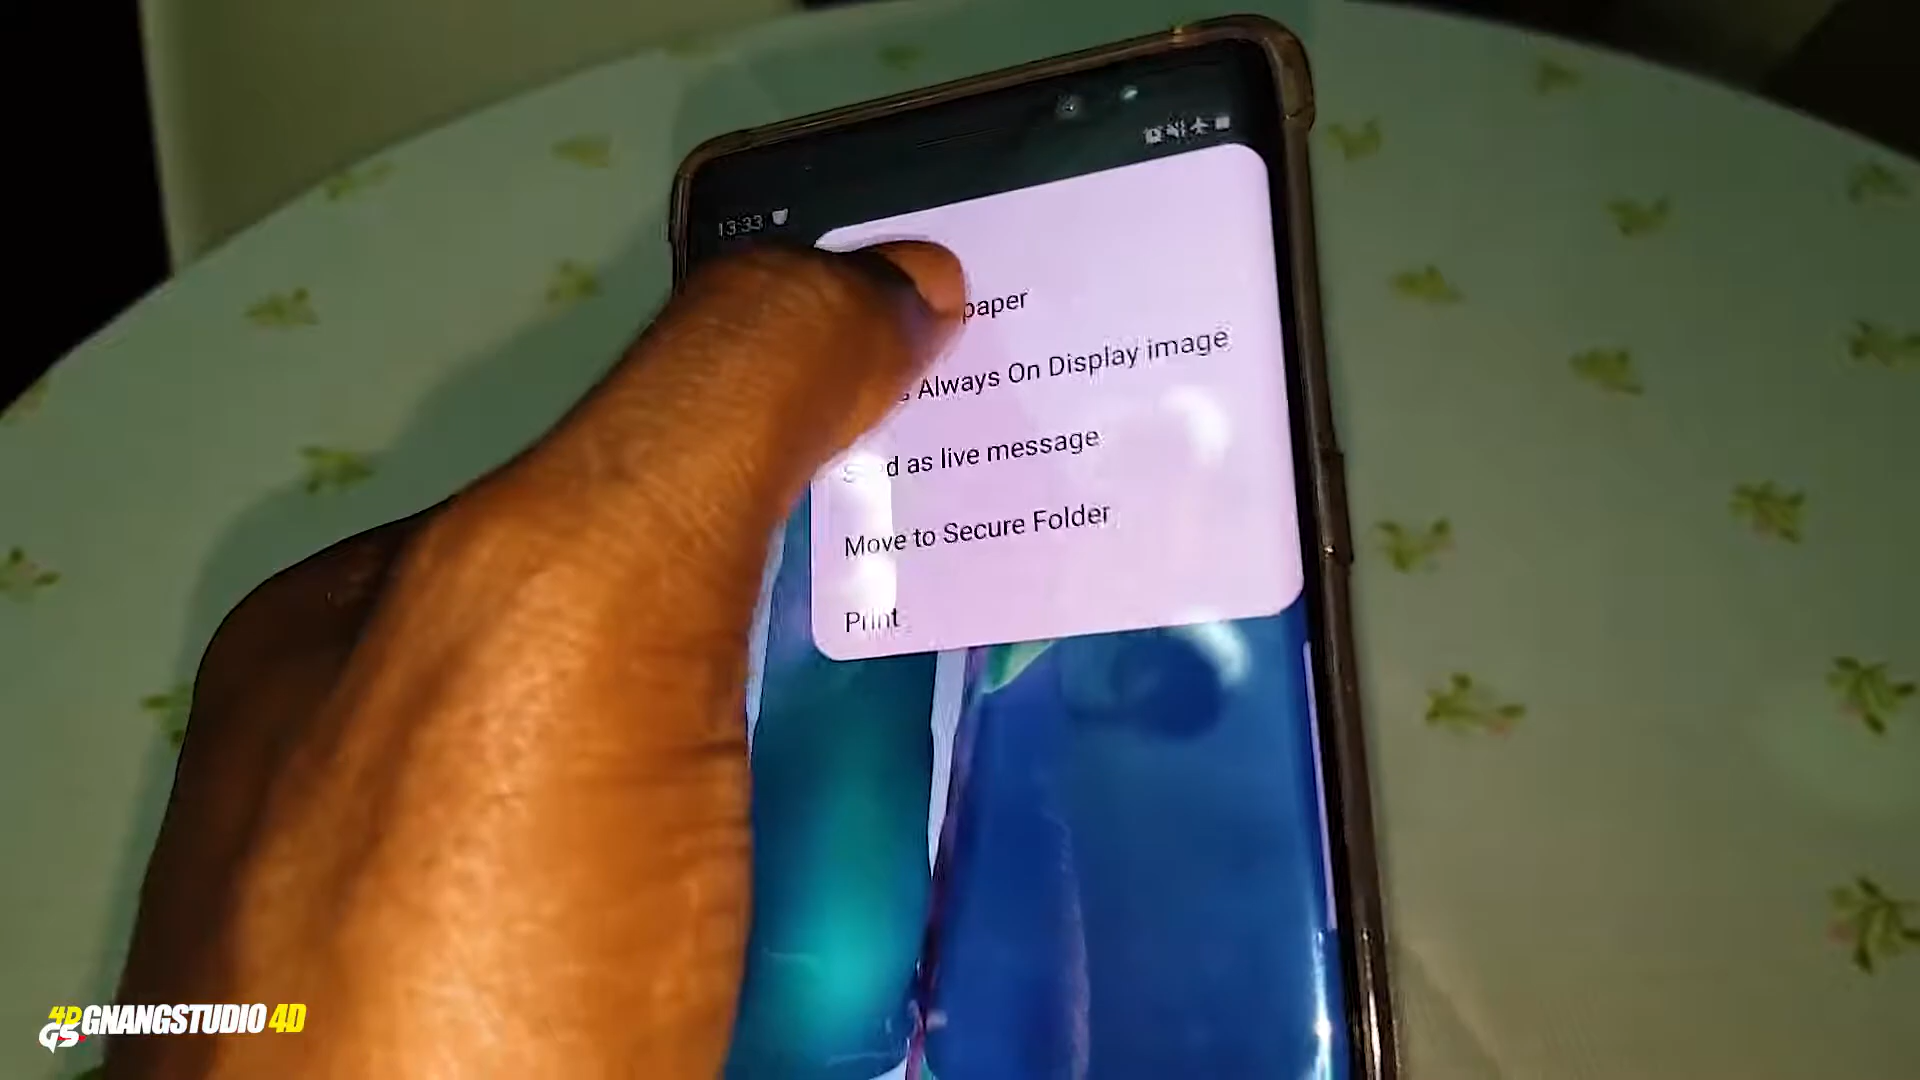 13:33
paper
Always On Display image
as live message
Move to Secure Folder
Print
GNANGSTUDIO 4D